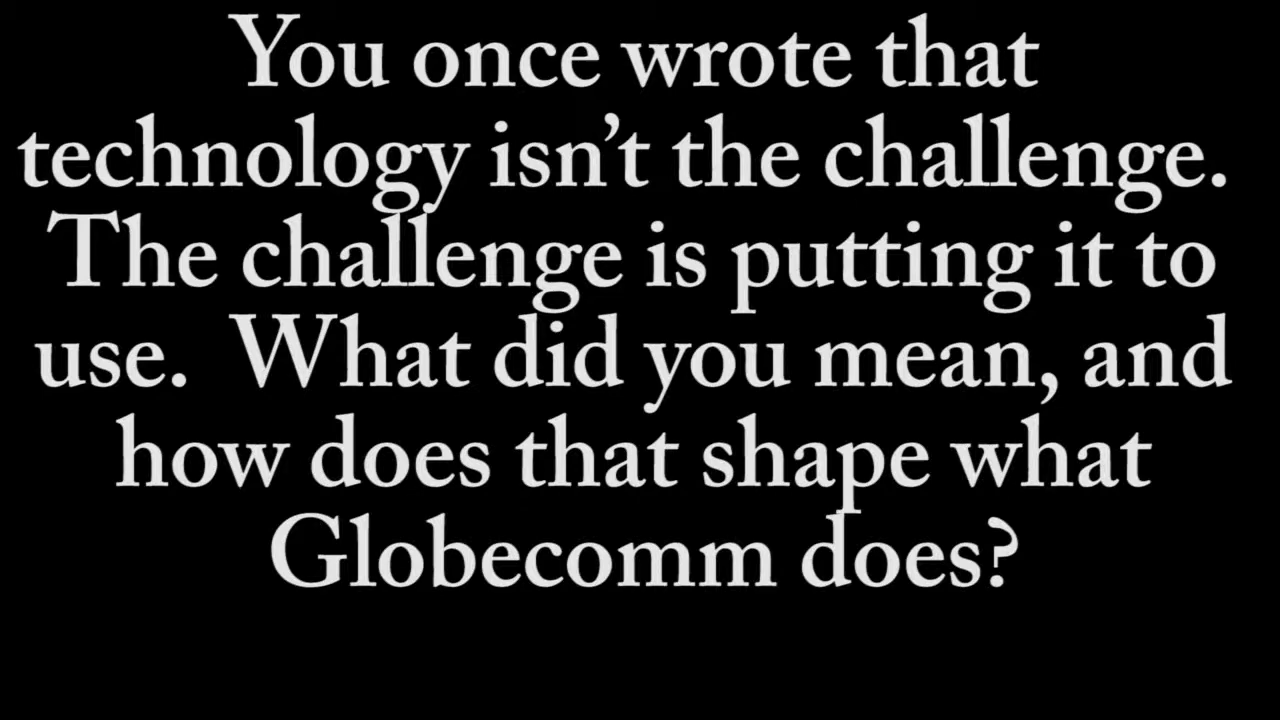 You once wrote that
technology isn’t the challenge.
The challenge is putting it to
use.  What did you mean, and
how does that shape what
Globecomm does?